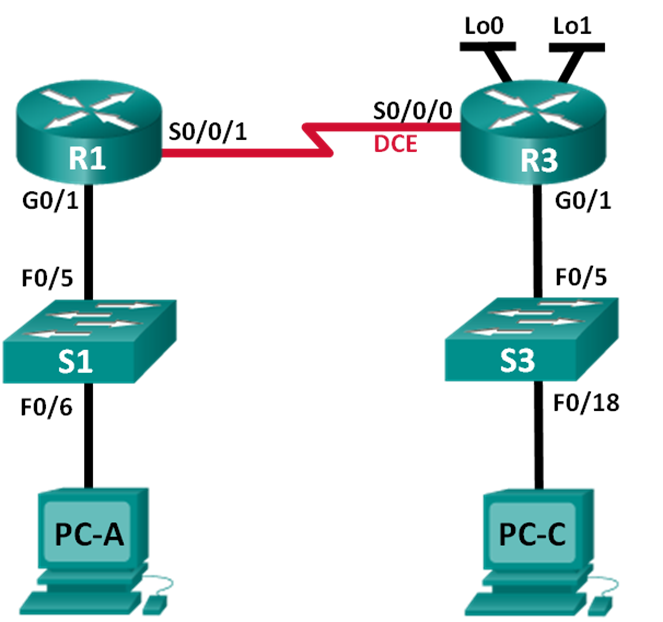 Lo0 Lo1
S0/0/1 S0/0/0
DCE
R1 R3
G0/1 G0/1
F0/5 F0/5
S1 S3
F0/6 F0/18
PC-A PC-C